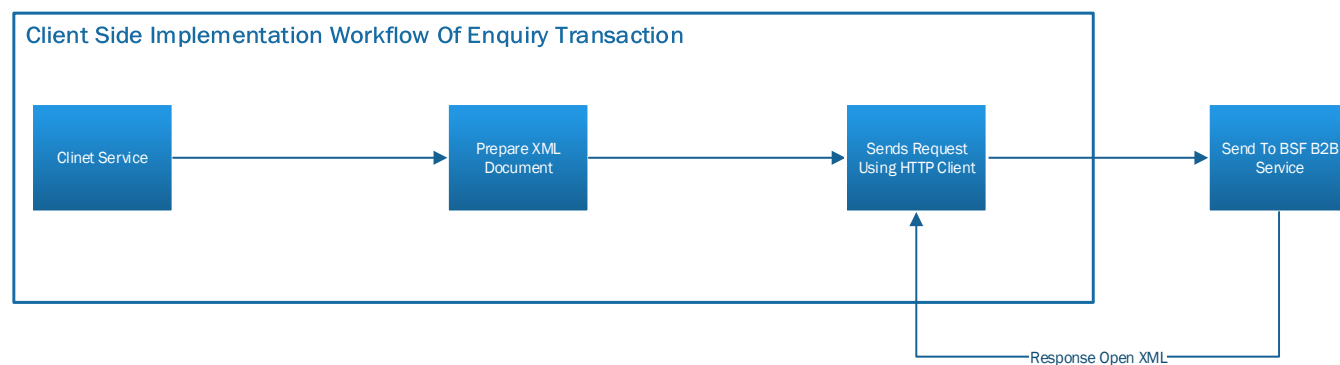 Client Side Implementation Workflow Of Enquiry Transaction
Clinet Service
Prepare XML
Document
Sends Request
Using HTTP Client
Send To BSF B2B
Service
Response Open XML